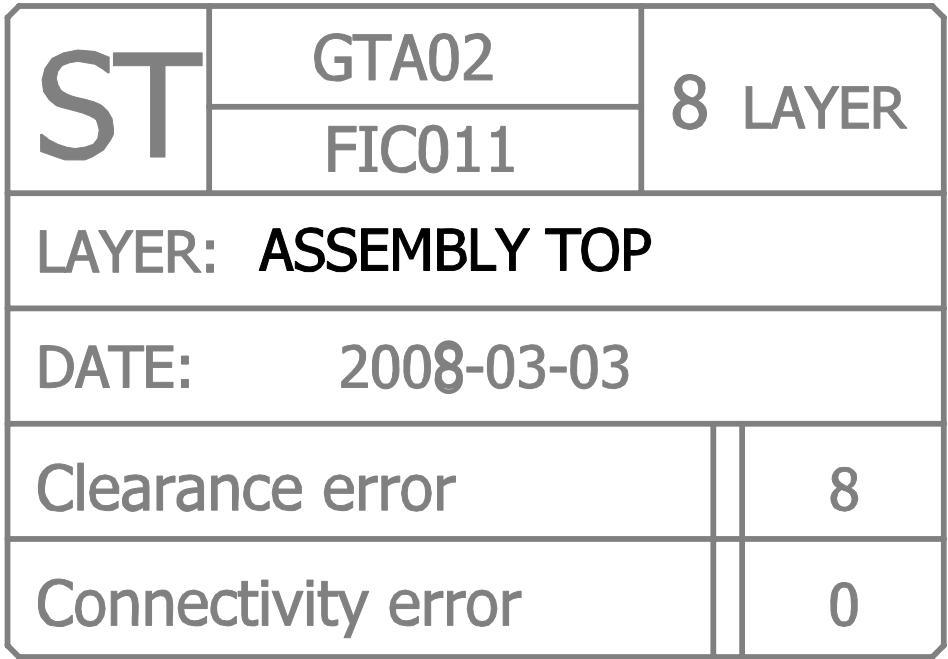 ST
GTA02
FIC011
8 LAYER
LAYER: ASSEMBLY TOP
DATE: 2008-03-03
Clearance error 8
Connectivity error 0